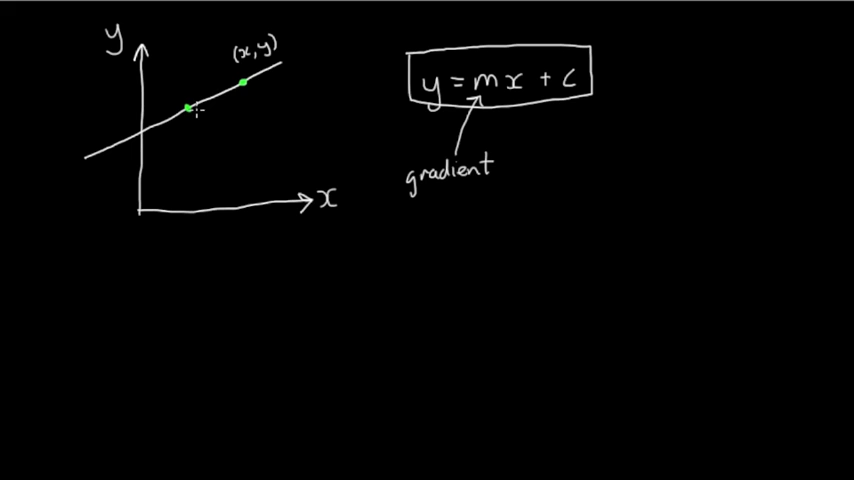 y
(x,y)
y = mx + c
gradient
x